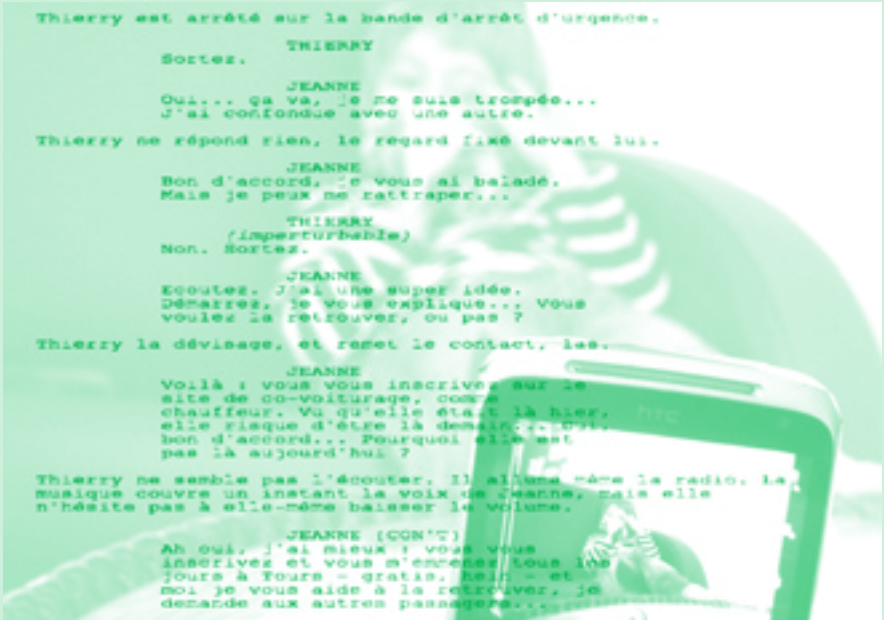 Thierry est arrêté sur la bande d'arrêt d'urgence.
THIERRY
Sortez.
JEANNE
Oui... ça va, je me suis trompée...
J'ai confondue avec une autre.
Thierry ne répond rien, le regard fixé devant lui.
JEANNE
Bon d'accord, je vous ai baladé.
Mais je peux me rattraper...
THIERRY
(imperturbable)
Non. Sortez.
JEANNE
Ecoutez. J'ai une super idée.
Démarrez, je vous explique... Vous
voulez la retrouver, ou pas ?
Thierry la dévisage, et remet le contact, las.
JEANNE
Voilà : vous vous inscrivez sur le
site de co-voiturage, comme
chauffeur. Vu qu'elle était là hier,
elle risque d'être là demain... Oui,
bon d'accord... Pourquoi elle est
pas là aujourd'hui ?
Thierry ne semble pas l'écouter. Il allume même la radio. La
musique couvre un instant la voix de Jeanne, mais elle
n'hésite pas à elle-même baisser le volume.
JEANNE (CON'T)
Ah oui, j'ai mieux : vous vous
inscrivez et vous m'emmenez tous les
jours à Tours - gratis, hein - et
moi je vous aide à la retrouver, je
demande aux autres passagers...
hTC